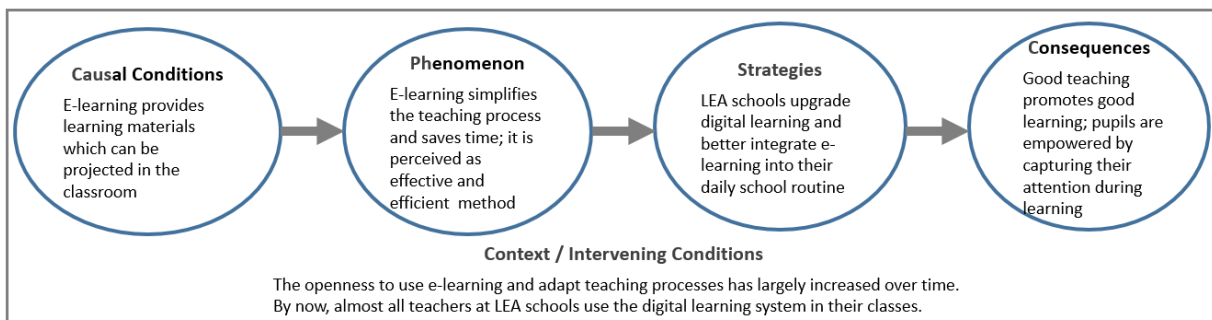 Causal Conditions
E-learning provides
learning materials
which can be
projected in the
classroom
Phenomenon
E-learning simplifies
the teaching process
and saves time; it is
perceived as
effective and
efficient method
Strategies
LEA schools upgrade
digital learning and
better integrate e-
learning into their
daily school routine
Consequences
Good teaching
promotes good
learning; pupils are
empowered by
capturing their
attention during
learning
Context / Intervening Conditions
The openness to use e-learning and adapt teaching processes has largely increased over time.
By now, almost all teachers at LEA schools use the digital learning system in their classes.